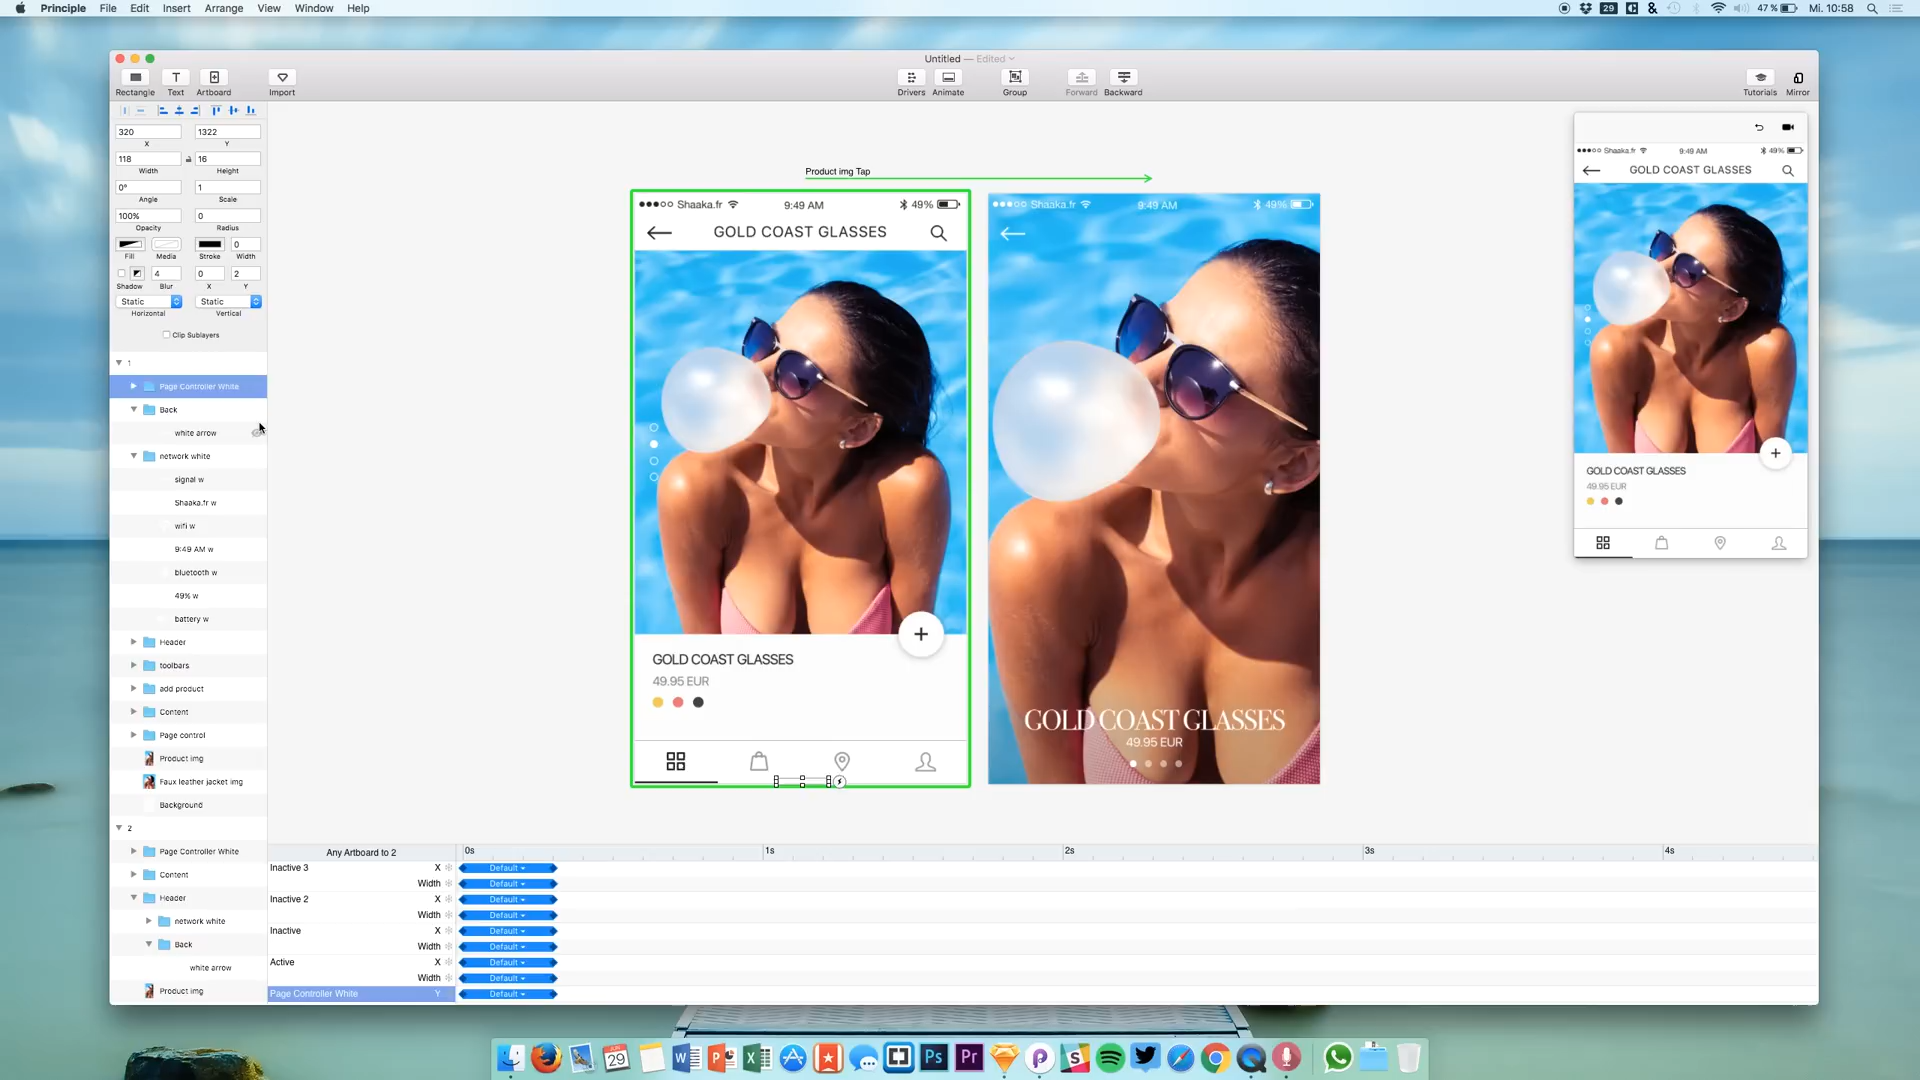 Principle File Edit Insert Arrange View Window Help
29 47 % Mi. 10:58
Untitled — Edited
Rectangle Text Artboard Import Drivers Animate Group Forward Backward Tutorials Mirror
320 1322
X Y
118 16
Width Height
0° 1
Angle Scale
100% 0
Opacity Radius
0
Fill Media Stroke Width
4 0 2
Shadow Blur X Y
Static Static
Horizontal Vertical
Clip Sublayers
1
Page Controller White
Back
white arrow
network white
signal w
Shaaka.fr w
wifi w
9:49 AM w
bluetooth w
49% w
battery w
Header
toolbars
add product
Content
Page control
Product img
Faux leather jacket img
Background
2
Page Controller White
Content
Header
network white
Back
white arrow
Product img
Product img Tap
Shaaka.fr 9:49 AM 49%
GOLD COAST GLASSES
GOLD COAST GLASSES
49.95 EUR
Shaaka.fr 9:49 AM 49%
GOLD COAST GLASSES
49.95 EUR
Shaaka.fr 9:49 AM 49%
GOLD COAST GLASSES
GOLD COAST GLASSES
49.95 EUR
Any Artboard to 2 0s 1s 2s 3s 4s
Inactive 3 X Default
Width Default
Inactive 2 X Default
Width Default
Inactive X Default
Width Default
Active X Default
Width Default
Page Controller White Y Default
29
Ps Pr